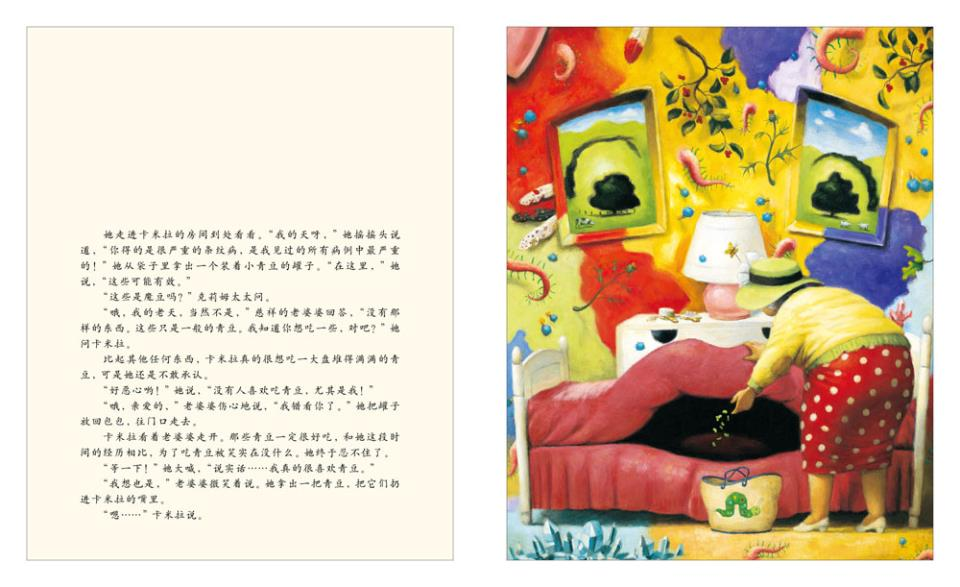 她走进卡米拉的房间到处看看。“我的天呀，”她摇摇头说
道，“你得的是很严重的条纹病，是我见过的所有病例中最严重
的！”她从袋子里拿出一个装着小青豆的罐子。“在这里，”她
说，“这些可能有效。”
“这些是魔豆吗？”克莉姆太太问。
“哦，我的老天，当然不是，”慈祥的老婆婆回答，“没有那
样的东西。这些只是一般的青豆。我知道你想吃一些，对吧？”她
问卡米拉。
比起其他任何东西，卡米拉真的很想吃一大盘堆得满满的青
豆，可是她还是不敢承认。
“好恶心哟！”她说，“没有人喜欢吃青豆，尤其是我！”
“哦，亲爱的，”老婆婆伤心地说，“我错看你了。”她把罐子
放回包包，往门口走去。
卡米拉看着老婆婆走开。那些青豆一定很好吃，和她这段时
间的经历相比，为了吃青豆被笑实在没什么。她终于忍不住了。
“等一下！”她大喊，“说实话……我真的很喜欢青豆。”
“我想也是，”老婆婆微笑着说。她拿出一把青豆，把它们扔
进卡米拉的嘴里。
“嗯……”卡米拉说。